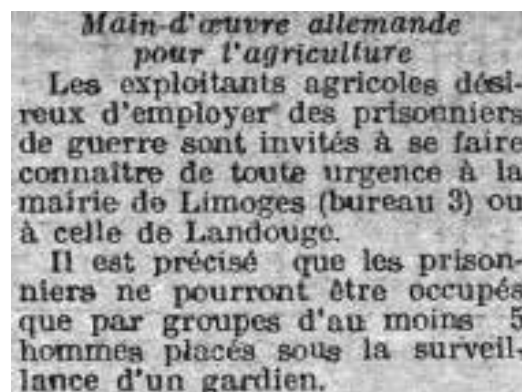 Main-d'œuvre allemande
pour l'agriculture
Les exploitants agricoles dési-
reux d'employer des prisonniers
de guerre sont invités à se faire
connaître de toute urgence à la
mairie de Limoges (bureau 3) ou
à celle de Landouge.
Il est précisé que les prison-
niers ne pourront être occupés
que par groupes d'au moins 5
hommes placés sous la surveil-
lance d'un gardien.